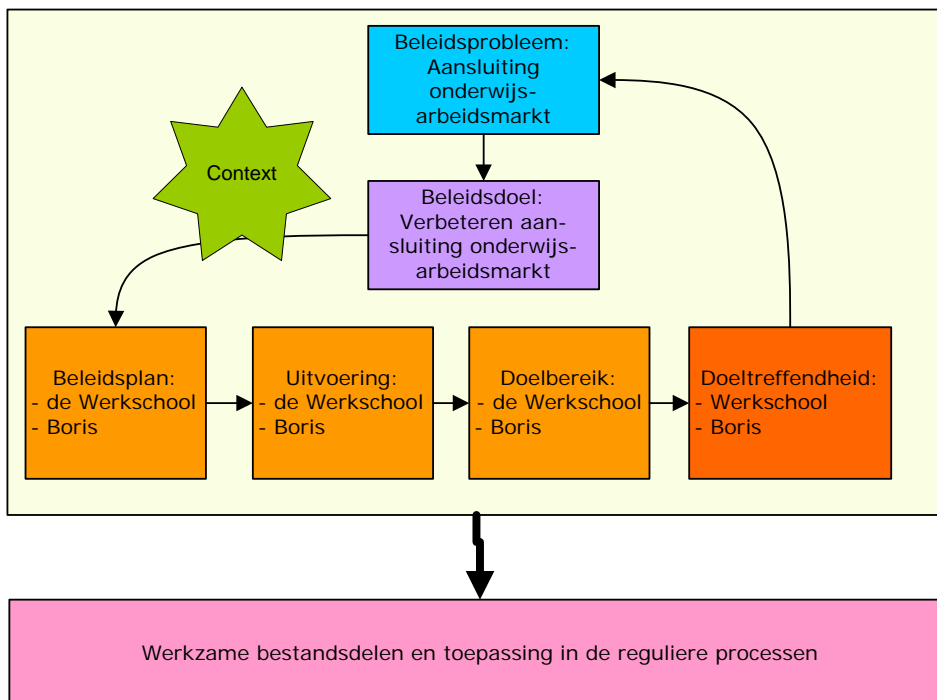 Beleidsprobleem:
Aansluiting
onderwijs-
arbeidsmarkt
Context
Beleidsdoel:
Verbeteren aan-
sluiting onderwijs-
arbeidsmarkt
Beleidsplan:
- de Werkschool
- Boris
Uitvoering:
- de Werkschool
- Boris
Doelbereik:
- de Werkschool
- Boris
Doeltreffendheid:
- Werkschool
- Boris
Werkzame bestandsdelen en toepassing in de reguliere processen